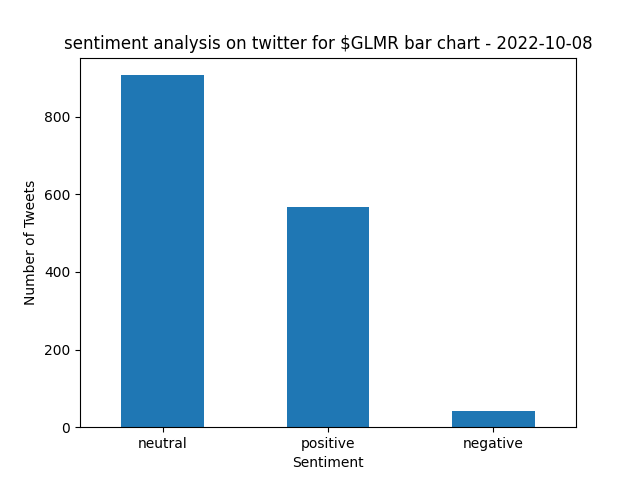 sentiment analysis on twitter for $GLMR bar chart - 2022-10-08
Number of Tweets
800
600
400
200
0
neutral positive negative
Sentiment